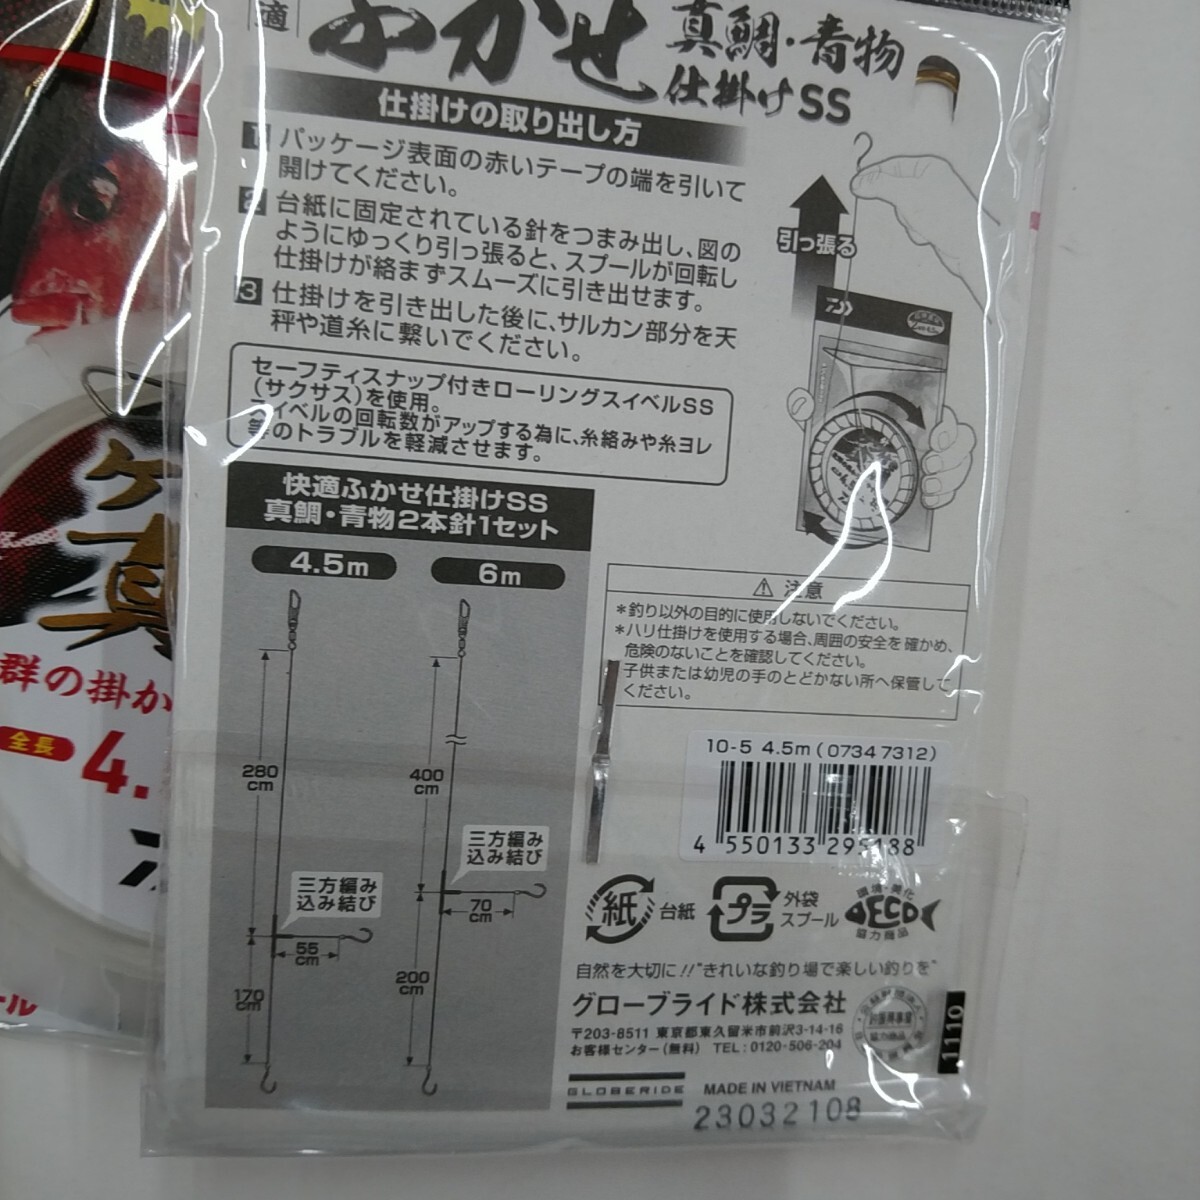 適
ふかせ
真鯛・青物
仕掛けSS
仕掛けの取り出し方
1 パッケージ表面の赤いテープの端を引いて
開けてください。
2 台紙に固定されている針をつまみ出し、図の
ようにゆっくり引っ張ると、スプールが回転し
仕掛けが絡まずスムーズに引き出せます。
3 仕掛けを引き出した後に、サルカン部分を天
秤や道糸に繋いでください。
引っ張る
セーフティスナップ付きローリングスイベルSS
(サクサス)を使用。
スイベルの回転数がアップする為に、糸絡みや糸ヨレ
等のトラブルを軽減させます。
快適ふかせ仕掛けSS
真鯛・青物2本針1セット
4.5m
6m
280
cm
三方編み
込み結び
55
cm
170
cm
400
cm
三方編み
込み結び
70
cm
200
cm
⚠ 注意
*釣り以外の目的に使用しないでください。
*ハリ仕掛けを使用する場合、周囲の安全を確かめ、
危険のないことを確認してください。
子供または幼児の手のとどかない所へ保管して
ください。
10-5 4.5m(07347312)
4 550133 295188
紙 台紙
プラ 外袋
スプール
環境・美化
ECO
協力商品
自然を大切に!!"きれいな釣り場で楽しい釣りを"
グローブライド株式会社
〒203-8511 東京都東久留米市前沢3-14-16
お客様センター(無料) TEL:0120-506-204
1110
GLOBERIDE
MADE IN VIETNAM
23032108
ケ
真
群の掛か
全長 4.
ール